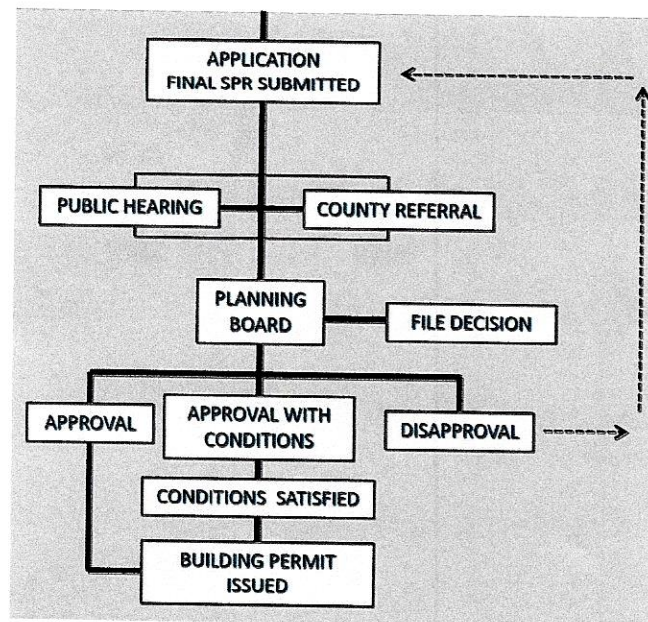 APPLICATION
FINAL SPR SUBMITTED
PUBLIC HEARING
COUNTY REFERRAL
PLANNING
BOARD
FILE DECISION
APPROVAL
APPROVAL WITH
CONDITIONS
DISAPPROVAL
CONDITIONS SATISFIED
BUILDING PERMIT
ISSUED